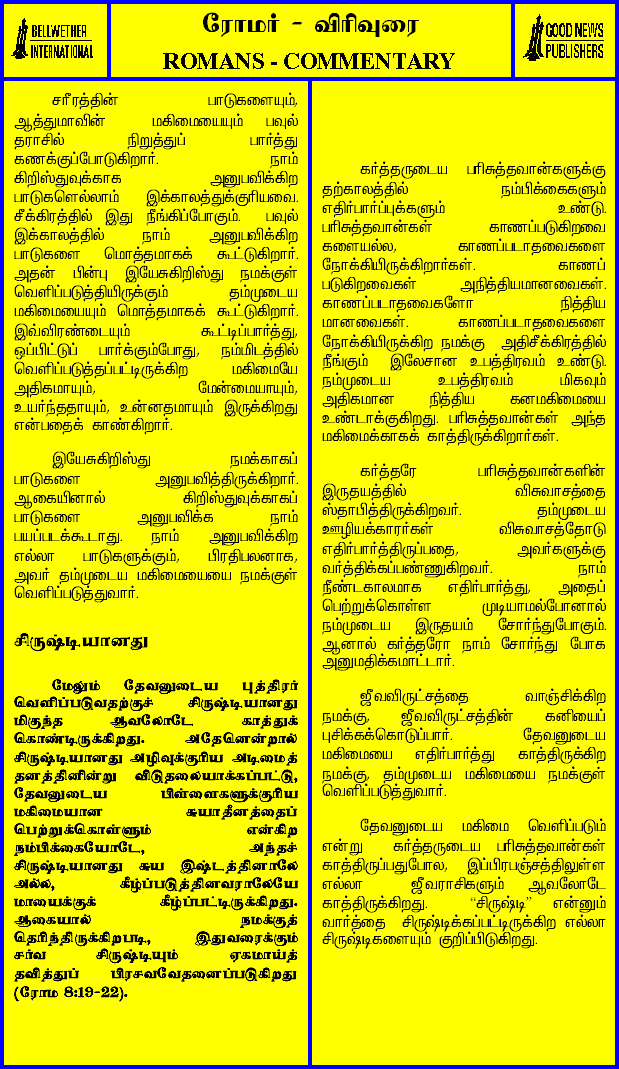 BELLWETHER
INTERNATIONAL
ரோமர் - விரிவுரை
ROMANS - COMMENTARY
GOOD NEWS
PUBLISHERS
சரீரத்தின் பாடுகளையும்,
ஆத்துமாவின் மகிமையையும் பவுல்
தராசில் நிறுத்துப் பார்த்து
கணக்குப்போடுகிறார். நாம்
கிறிஸ்துவுக்காக அனுபவிக்கிற
பாடுகளெல்லாம் இக்காலத்துக்குரியவை.
சீக்கிரத்தில் இது நீங்கிப்போகும். பவுல்
இக்காலத்தில் நாம் அனுபவிக்கிற
பாடுகளை மொத்தமாகக் கூட்டுகிறார்.
அதன் பின்பு இயேசுகிறிஸ்து நமக்குள்
வெளிப்படுத்தியிருக்கும் தம்முடைய
மகிமையையும் மொத்தமாகக் கூட்டுகிறார்.
இவ்விரண்டையும் கூட்டிப்பார்த்து,
ஒப்பிட்டுப் பார்க்கும்போது, நம்மிடத்தில்
வெளிப்படுத்தப்பட்டிருக்கிற மகிமையே
அதிகமாயும், மேன்மையாயும்,
உயர்ந்ததாயும், உன்னதமாயும் இருக்கிறது
என்பதைக் காண்கிறார்.
இயேசுகிறிஸ்து நமக்காகப்
பாடுகளை அனுபவித்திருக்கிறார்.
ஆகையினால் கிறிஸ்துவுக்காகப்
பாடுகளை அனுபவிக்க நாம்
பயப்படக்கூடாது. நாம் அனுபவிக்கிற
எல்லா பாடுகளுக்கும், பிரதிபலனாக,
அவர் தம்முடைய மகிமையையை நமக்குள்
வெளிப்படுத்துவார்.
சிருஷ்டியானது
மேலும் தேவனுடைய புத்திரர்
வெளிப்படுவதற்குச் சிருஷ்டியானது
மிகுந்த ஆவலோடே காத்துக்
கொண்டிருக்கிறது. அதேனென்றால்
சிருஷ்டியானது அழிவுக்குரிய அடிமைத்
தனத்தினின்று விடுதலையாக்கப்பட்டு,
தேவனுடைய பிள்ளைகளுக்குரிய
மகிமையான சுயாதீனத்தைப்
பெற்றுக்கொள்ளும் என்கிற
நம்பிக்கையோடே, அந்தச்
சிருஷ்டியானது சுய இஷ்டத்தினாலே
அல்ல, கீழ்ப்படுத்தினவராலேயே
மாயைக்குக் கீழ்ப்பட்டிருக்கிறது.
ஆகையால் நமக்குத்
தெரிந்திருக்கிறபடி, இதுவரைக்கும்
சர்வ சிருஷ்டியும் ஏகமாய்த்
தவித்துப் பிரசவவேதனைப்படுகிறது
(ரோம 8:19-22).
கர்த்தருடைய பரிசுத்தவான்களுக்கு
தற்காலத்தில் நம்பிக்கைகளும்
எதிர்பார்ப்புக்களும் உண்டு.
பரிசுத்தவான்கள் காணப்படுகிறவை
களையல்ல, காணப்படாதவைகளை
நோக்கியிருக்கிறார்கள். காணப்
படுகிறவைகள் அநித்தியமானவைகள்.
காணப்படாதவைகளோ நித்திய
மானவைகள். காணப்படாதவைகளை
நோக்கியிருக்கிற நமக்கு அதிசீக்கிரத்தில்
நீங்கும் இலேசான உபத்திரவம் உண்டு.
நம்முடைய உபத்திரவம் மிகவும்
அதிகமான நித்திய கனமகிமையை
உண்டாக்குகிறது. பரிசுத்தவான்கள் அந்த
மகிமைக்காகக் காத்திருக்கிறார்கள்.
கர்த்தரே பரிசுத்தவான்களின்
இருதயத்தில் விசுவாசத்தை
ஸ்தாபித்திருக்கிறவர். தம்முடைய
ஊழியக்காரர்கள் விசுவாசத்தோடு
எதிர்பார்த்திருப்பதை, அவர்களுக்கு
வர்த்திக்கப்பண்ணுகிறவர். நாம்
நீண்டகாலமாக எதிர்பார்த்து, அதைப்
பெற்றுக்கொள்ள முடியாமல்போனால்
நம்முடைய இருதயம் சோர்ந்துபோகும்.
ஆனால் கர்த்தரோ நாம் சோர்ந்து போக
அனுமதிக்கமாட்டார்.
ஜீவவிருட்சத்தை வாஞ்சிக்கிற
நமக்கு, ஜீவவிருட்சத்தின் கனியைப்
புசிக்கக்கொடுப்பார். தேவனுடைய
மகிமையை எதிர்பார்த்து காத்திருக்கிற
நமக்கு, தம்முடைய மகிமையை நமக்குள்
வெளிப்படுத்துவார்.
தேவனுடைய மகிமை வெளிப்படும்
என்று கர்த்தருடைய பரிசுத்தவான்கள்
காத்திருப்பதுபோல, இப்பிரபஞ்சத்திலுள்ள
எல்லா ஜீவராசிகளும் ஆவலோடே
காத்திருக்கிறது. “சிருஷ்டி” என்னும்
வார்த்தை சிருஷ்டிக்கப்பட்டிருக்கிற எல்லா
சிருஷ்டிகளையும் குறிப்பிடுகிறது.